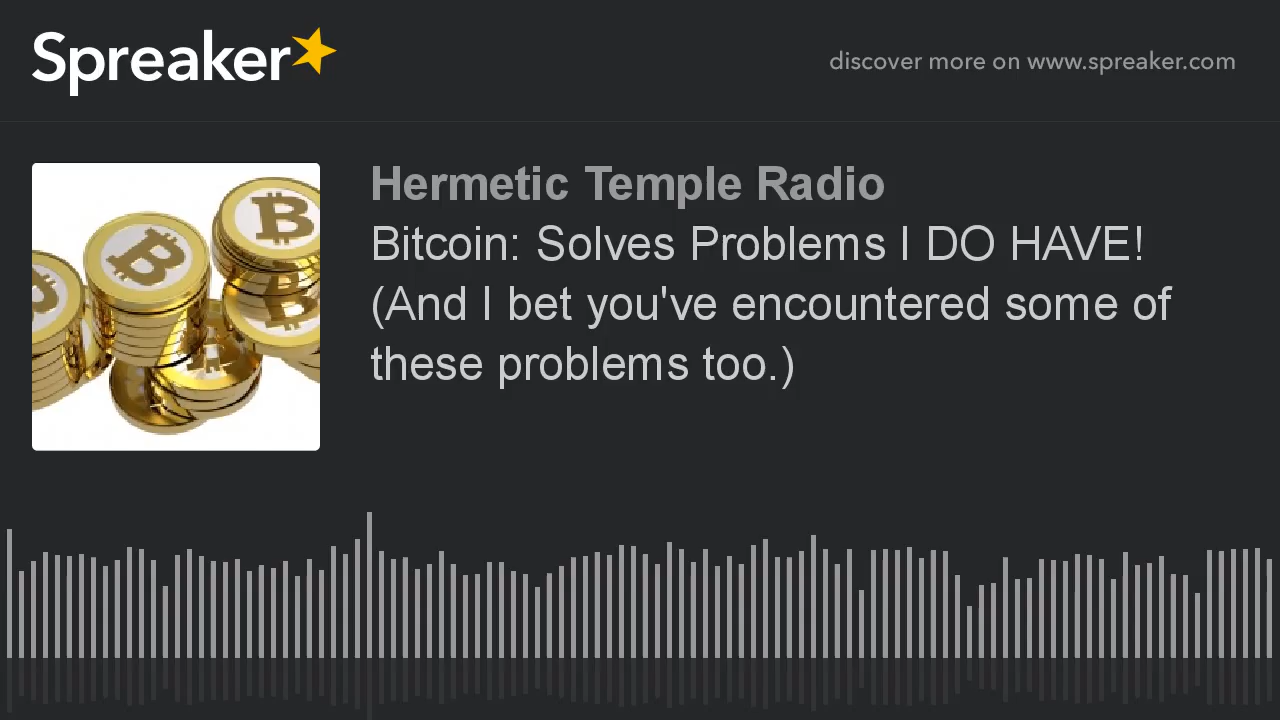 Spreaker
discover more on www.spreaker.com
Hermetic Temple Radio
Bitcoin: Solves Problems I DO HAVE!
(And I bet you've encountered some of
these problems too.)